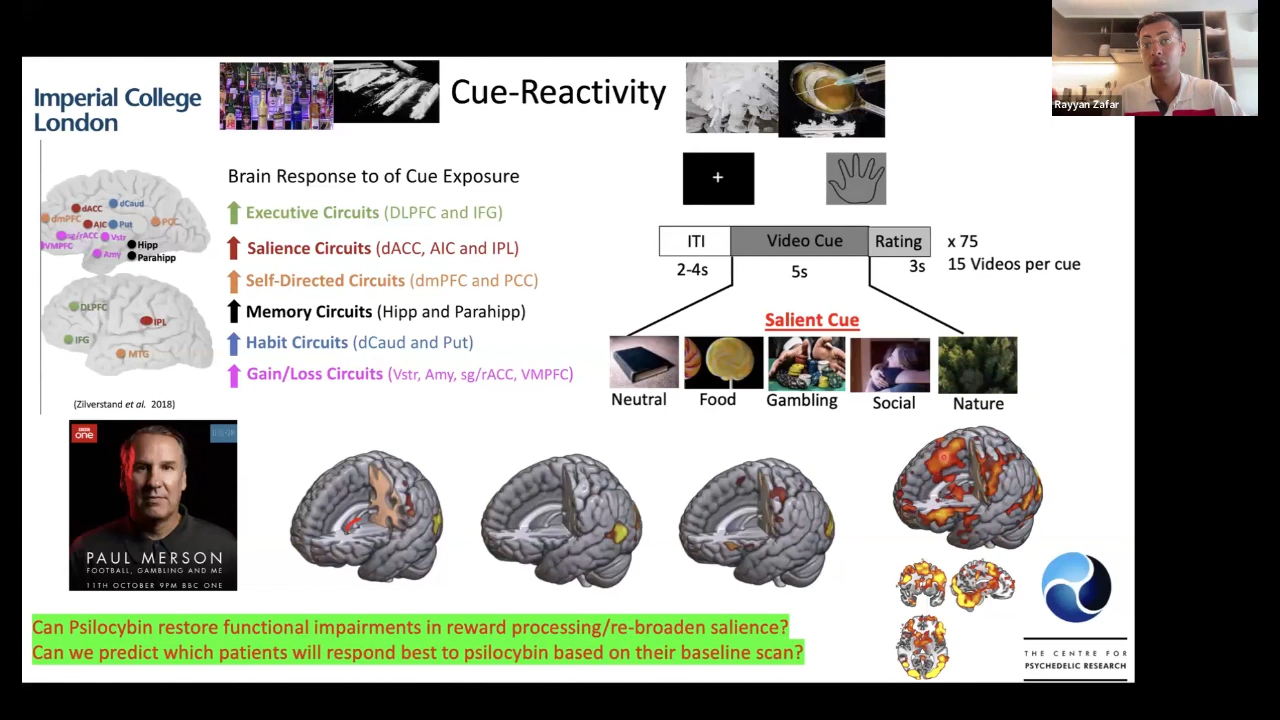 Rayyan Zafar
Imperial College
London
Cue-Reactivity
Brain Response to of Cue Exposure
Executive Circuits (DLPFC and IFG)
Salience Circuits (dACC, AIC and IPL)
Self-Directed Circuits (dmPFC and PCC)
Memory Circuits (Hipp and Parahipp)
Habit Circuits (dCaud and Put)
Gain/Loss Circuits (Vstr, Amy, sg/rACC, VMPFC)
dACC
dCaud
dmPFC
PCC
AIC
Put
sg/rACC
Vstr
VMPFC
Hipp
Amy
Parahipp
DLPFC
IPL
IFG
MTG
(Zilverstand et al. 2018)
+
ITI
Video Cue
Rating
x 75
2-4s
5s
3s
15 Videos per cue
Salient Cue
Neutral
Food
Gambling
Social
Nature
BBC
one
PAUL MERSON
FOOTBALL, GAMBLING AND ME
11TH OCTOBER 9PM BBC ONE
Can Psilocybin restore functional impairments in reward processing/re-broaden salience?
Can we predict which patients will respond best to psilocybin based on their baseline scan?
THE CENTRE FOR
PSYCHEDELIC RESEARCH